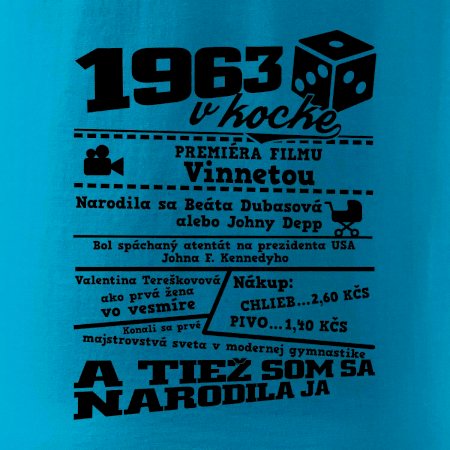 1963
v kocke
PREMIÉRA FILMU
Vinnetou
Narodila sa Beáta Dubasová
alebo Johny Depp
Bol spáchaný atentát na prezidenta USA
Johna F. Kennedyho
Valentina Tereškovová
ako prvá žena
vo vesmíre
Nákup:
CHLIEB...2,60 KČS
PIVO...1,40 KČS
Konali sa prvé
majstrovstvá sveta v modernej gymnastike
A TIEŽ SOM SA
NARODILA JA